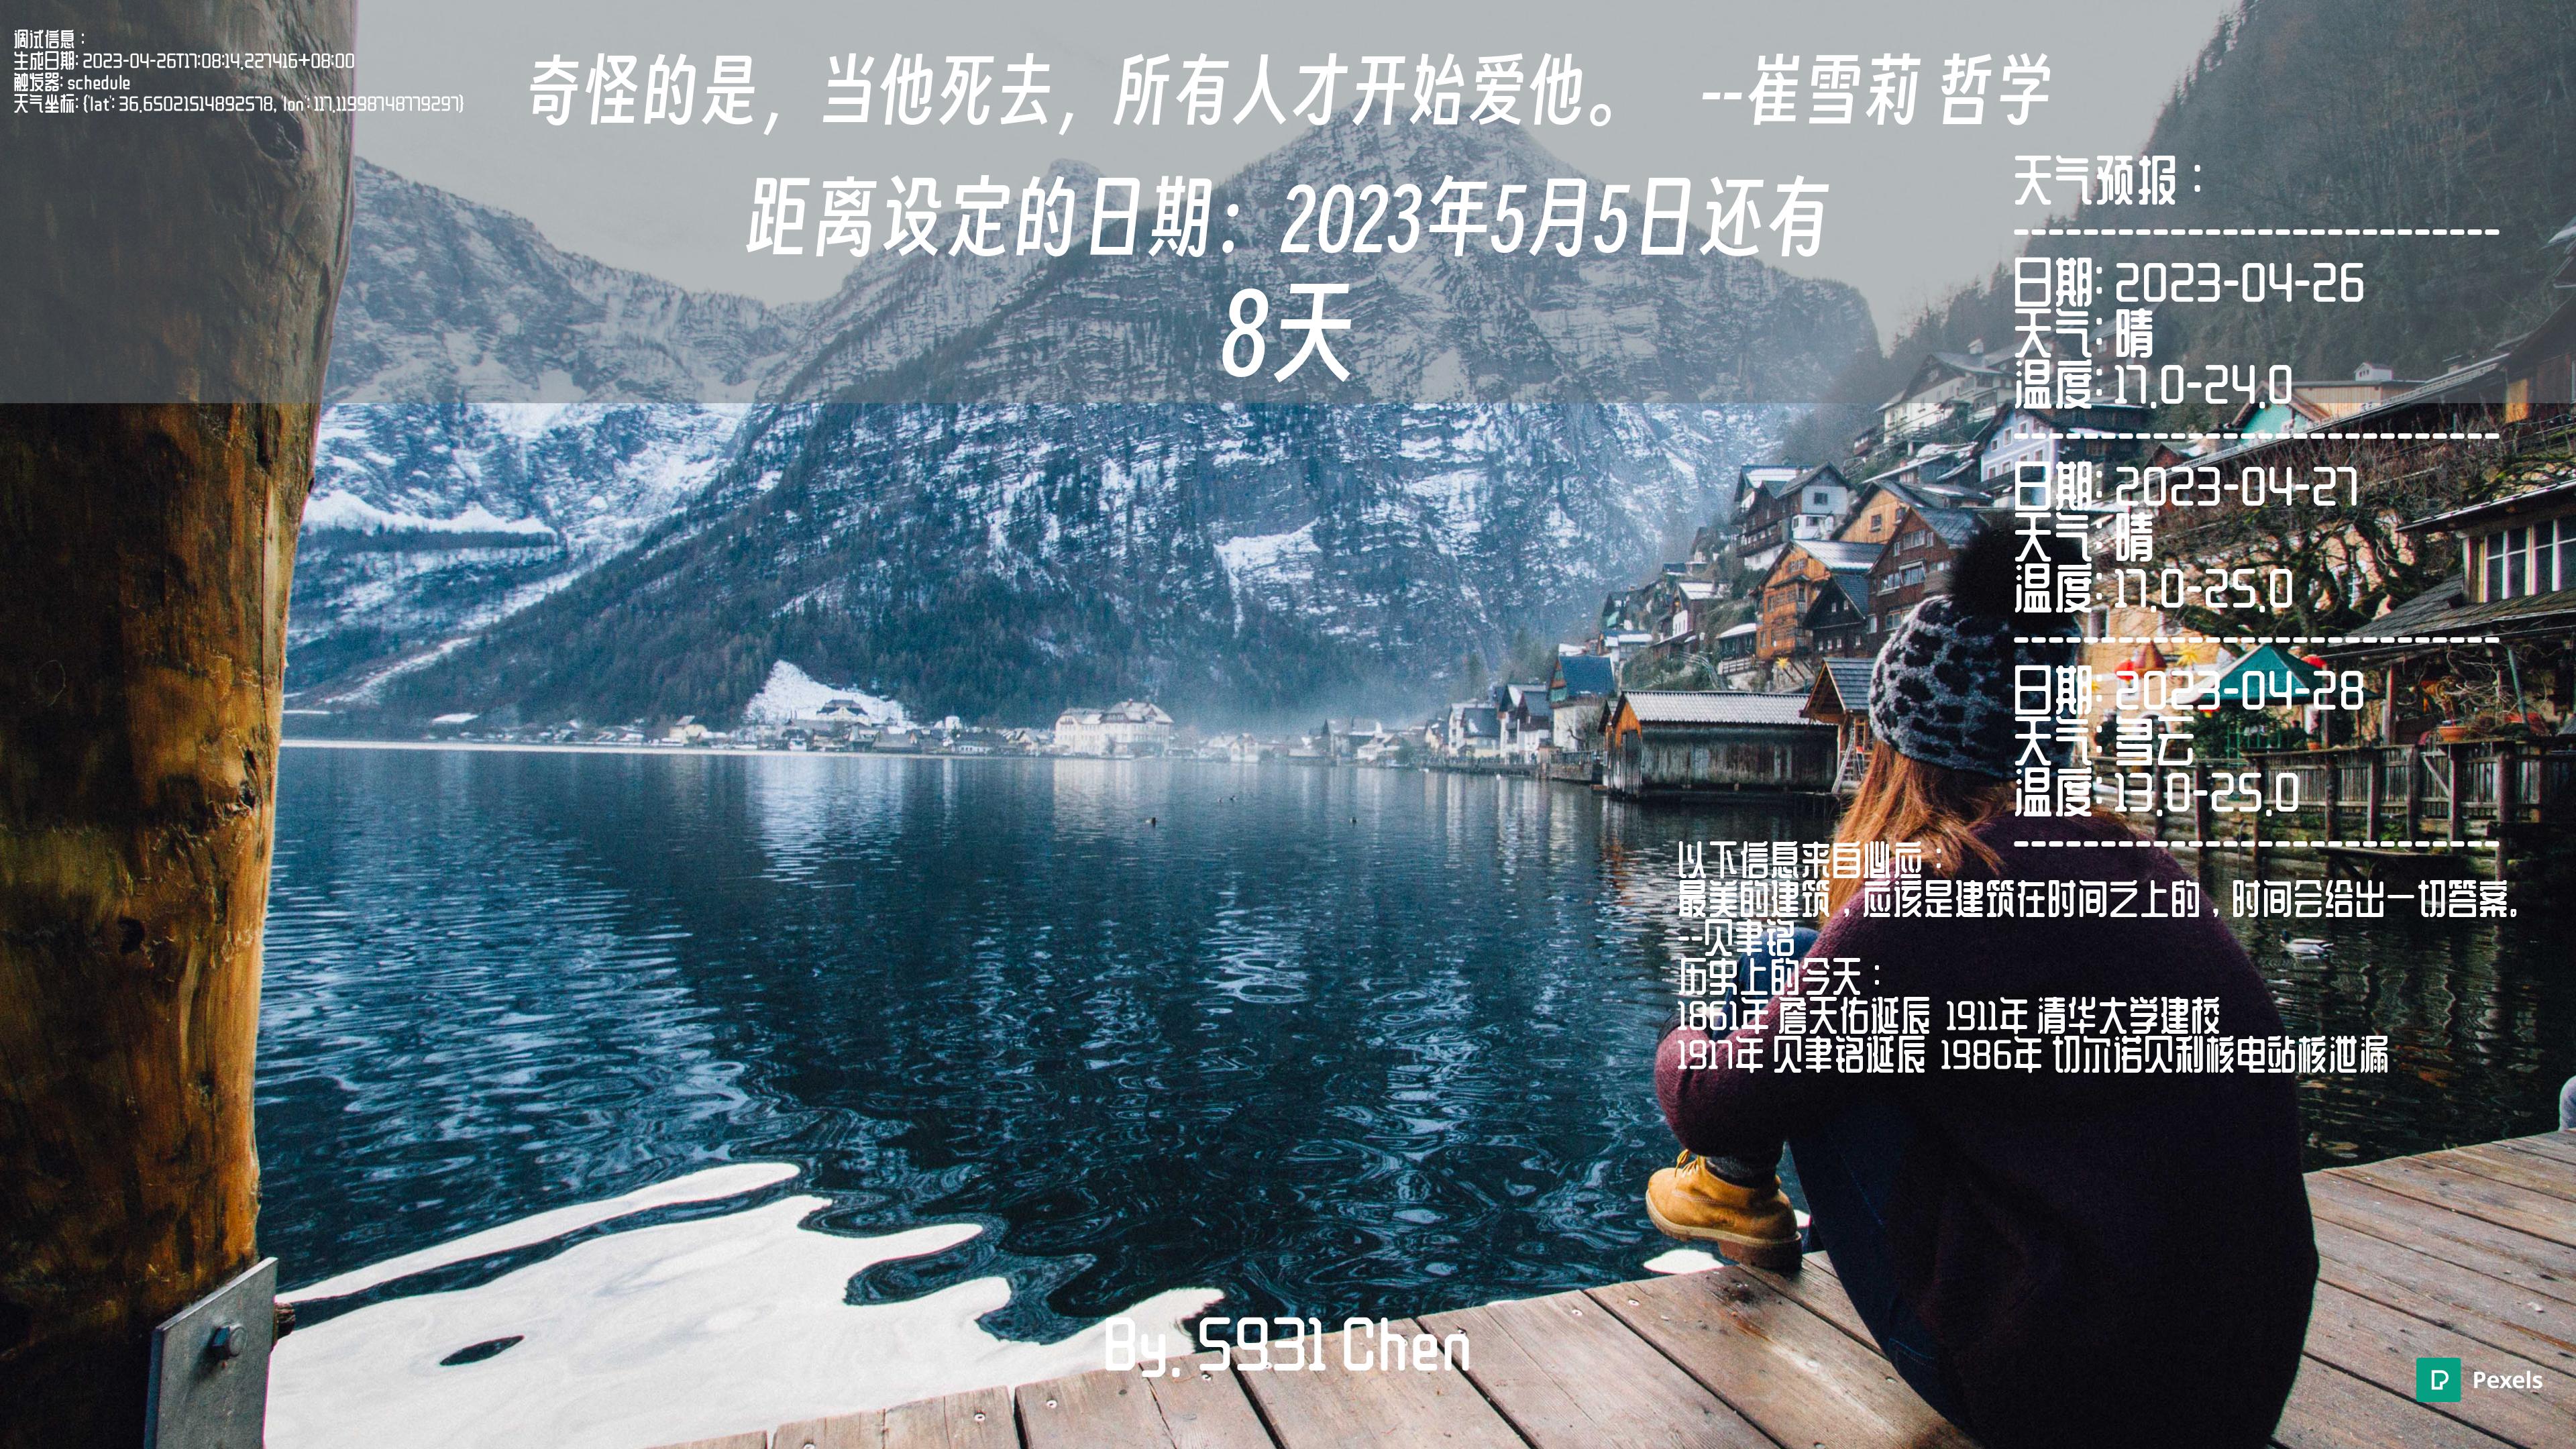 调试信息：
生成日期: 2023-04-26T17:08:14.227416+08:00
触发器: schedule
天气坐标: {'lat': 36.65021514892578, 'lon': 117.11998748779297}
奇怪的是，当他死去，所有人才开始爱他。 --崔雪莉 哲学
距离设定的日期：2023年5月5日还有
8天
天气预报：
------------------------
日期: 2023-04-26
天气: 晴
温度: 17.0-24.0
------------------------
日期: 2023-04-27
天气: 晴
温度: 17.0-25.0
------------------------
日期: 2023-04-28
天气: 多云
温度: 13.0-25.0
------------------------
以下信息来自必应：
最美的建筑，应该是建筑在时间之上的，时间会给出一切答案。
--贝聿铭
历史上的今天：
1861年 詹天佑诞辰 1911年 清华大学建校
1917年 贝聿铭诞辰 1986年 切尔诺贝利核电站核泄漏
By. S931 Chen
Pexels